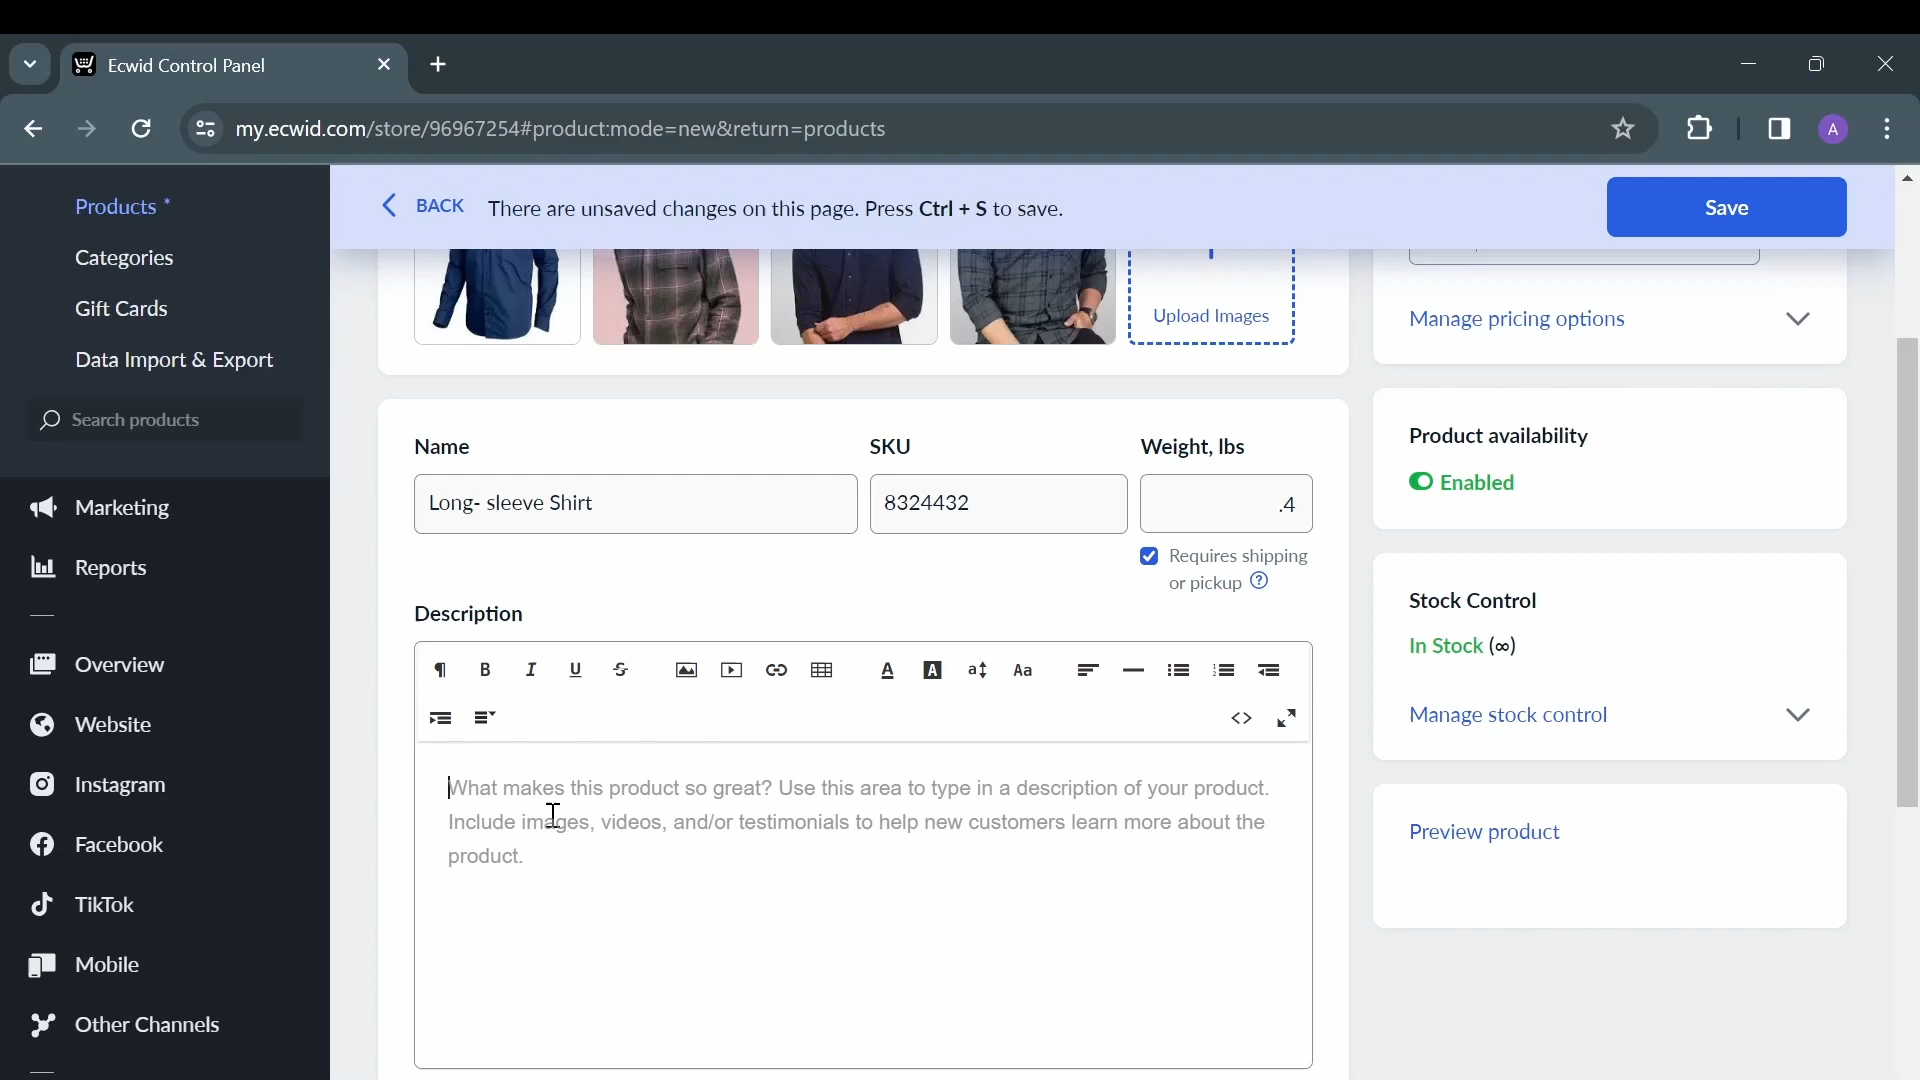 Ecwid Control Panel
my.ecwid.com/store/96967254#product:mode=new&return=products
A
Products *
Categories
Gift Cards
Data Import & Export
Search products
Marketing
Reports
Overview
Website
Instagram
Facebook
TikTok
Mobile
Other Channels
BACK There are unsaved changes on this page. Press Ctrl + S to save.
Save
Upload Images
Name
SKU
Weight, lbs
Long- sleeve Shirt
8324432
.4
Requires shipping
or pickup ?
Description
What makes this product so great? Use this area to type in a description of your product.
Include images, videos, and/or testimonials to help new customers learn more about the
product.
Manage pricing options
Product availability
Enabled
Stock Control
In Stock (∞)
Manage stock control
Preview product